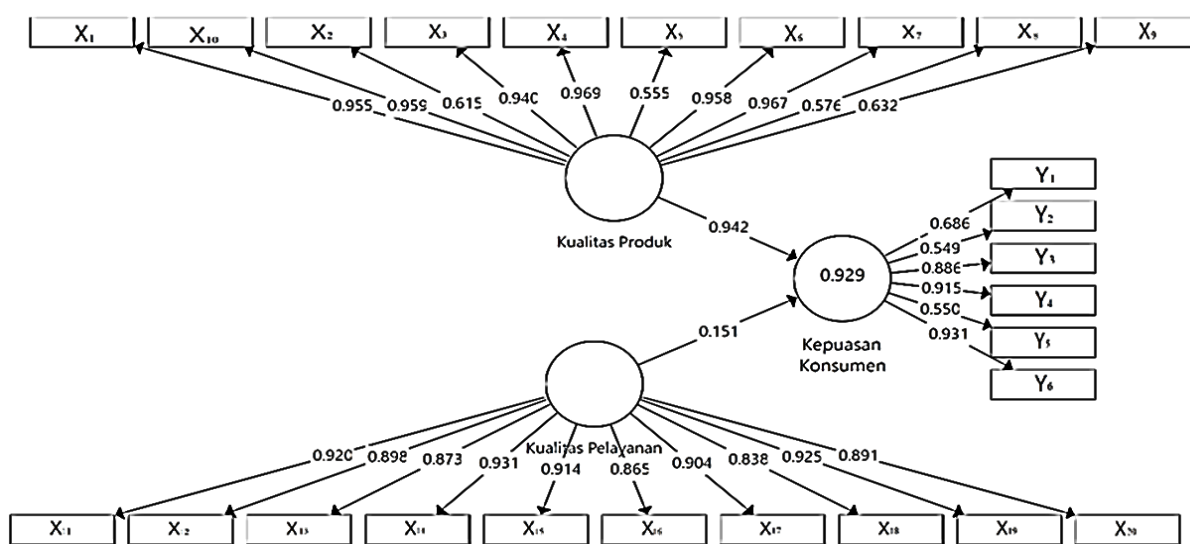 X₁ X₁₀ X₂ X₃ X₄ X₅ X₆ X₇ X₈ X₉
0.955 0.959 0.615 0.940 0.969 0.555 0.958 0.967 0.576 0.632
Kualitas Produk
0.942
0.151
0.929
Kepuasan
Konsumen
0.686
0.549
0.886
0.915
0.550
0.931
Y₁
Y₂
Y₃
Y₄
Y₅
Y₆
Kualitas Pelayanan
0.920 0.898 0.873 0.931 0.914 0.865 0.904 0.838 0.925 0.891
X₁₁ X₁₂ X₁₃ X₁₄ X₁₅ X₁₆ X₁₇ X₁₈ X₁₉ X₂₀